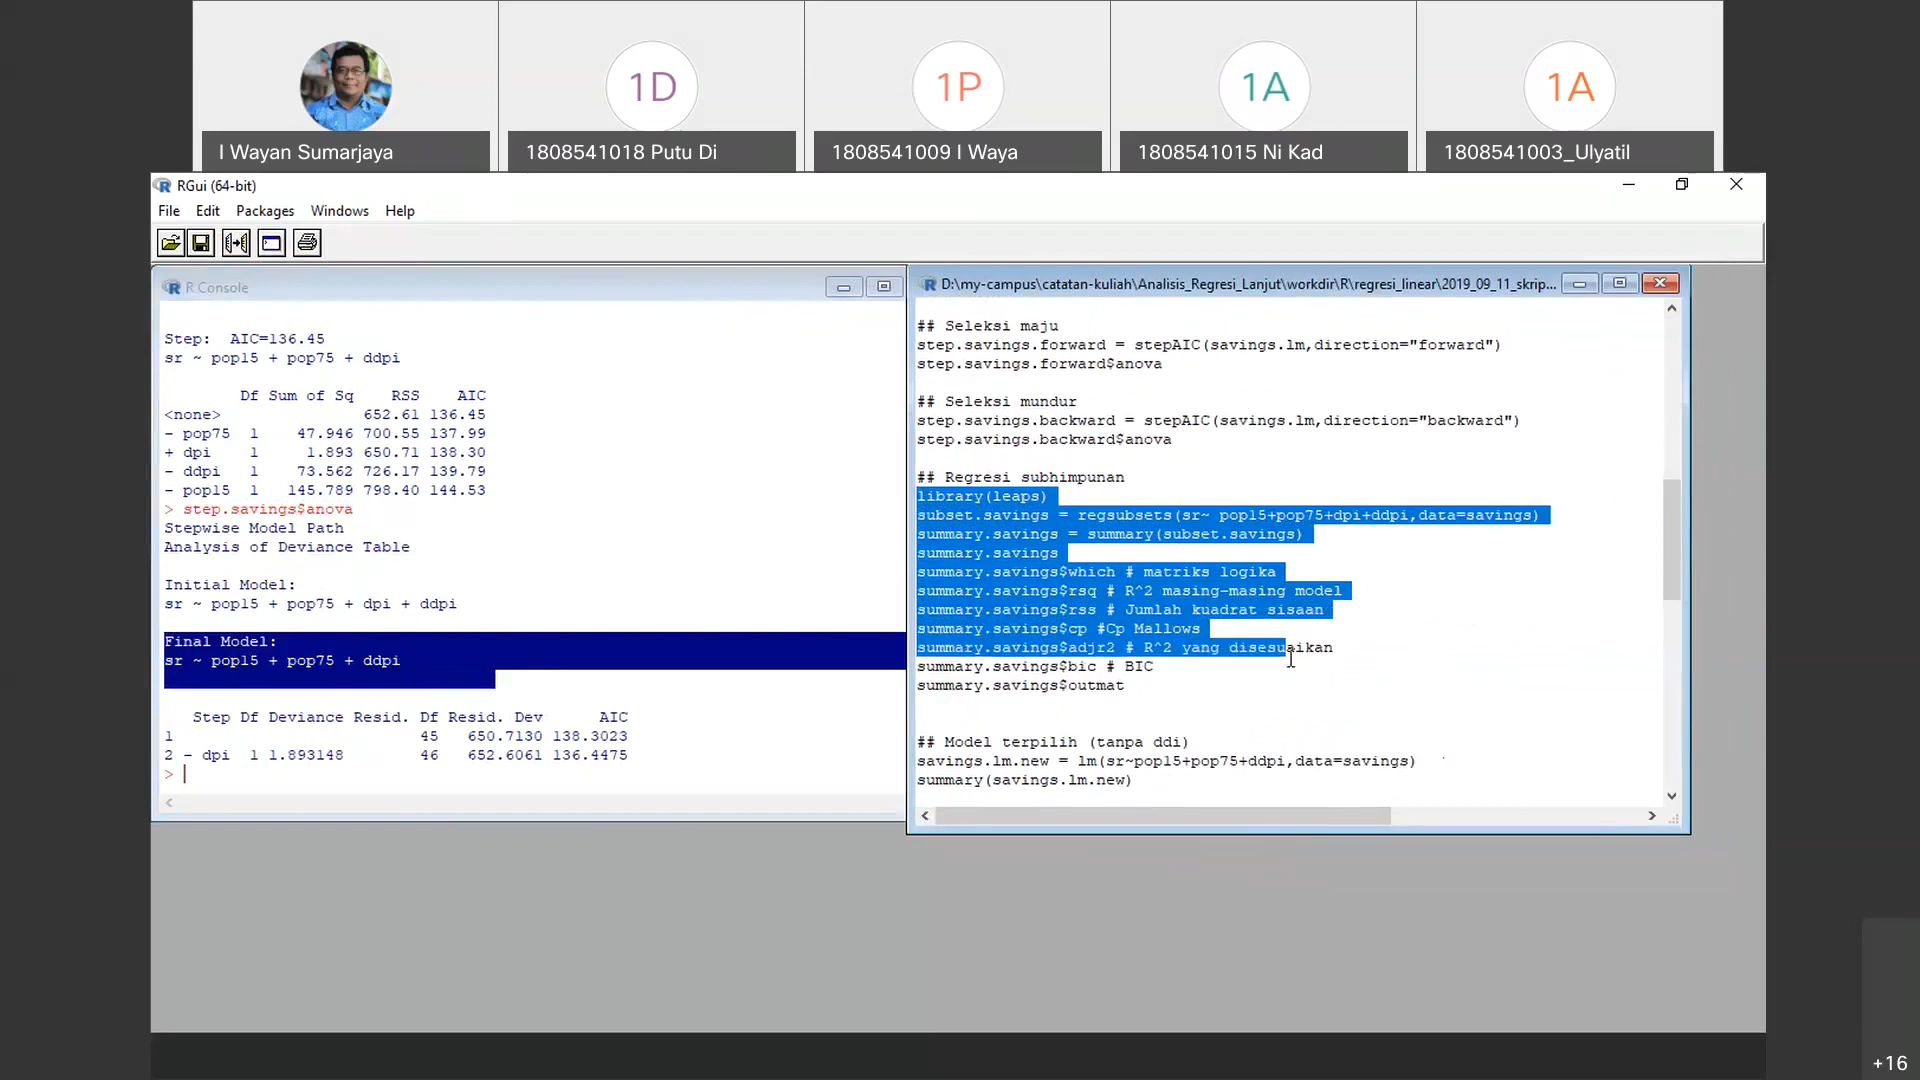 1D
1P
1A
1A
I Wayan Sumarjaya
1808541018 Putu Di
1808541009 I Waya
1808541015 Ni Kad
1808541003_Ulyatil
RGui (64-bit)
File Edit Packages Windows Help
R Console
Step:  AIC=136.45
sr ~ pop15 + pop75 + ddpi
Df Sum of Sq    RSS    AIC
<none>              652.61 136.45
- pop75  1    47.946 700.55 137.99
+ dpi    1     1.893 650.71 138.30
- ddpi   1    73.562 726.17 139.79
- pop15  1   145.789 798.40 144.53
> step.savings$anova
Stepwise Model Path
Analysis of Deviance Table
Initial Model:
sr ~ pop15 + pop75 + dpi + ddpi
Final Model:
sr ~ pop15 + pop75 + ddpi
Step Df Deviance Resid. Df Resid. Dev      AIC
1                           45   650.7130 138.3023
2 - dpi  1 1.893148        46   652.6061 136.4475
>
D:\my-campus\catatan-kuliah\Analisis_Regresi_Lanjut\workdir\R\regresi_linear\2019_09_11_skrip...
## Seleksi maju
step.savings.forward = stepAIC(savings.lm,direction="forward")
step.savings.forward$anova
## Seleksi mundur
step.savings.backward = stepAIC(savings.lm,direction="backward")
step.savings.backward$anova
## Regresi subhimpunan
library(leaps)
subset.savings = regsubsets(sr~ pop15+pop75+dpi+ddpi,data=savings)
summary.savings = summary(subset.savings)
summary.savings
summary.savings$which # matriks logika
summary.savings$rsq # R^2 masing-masing model
summary.savings$rss # Jumlah kuadrat sisaan
summary.savings$cp #Cp Mallows
summary.savings$adjr2 # R^2 yang disesuaikan
summary.savings$bic # BIC
summary.savings$outmat
## Model terpilih (tanpa ddi)
savings.lm.new = lm(sr~pop15+pop75+ddpi,data=savings)
summary(savings.lm.new)
+16